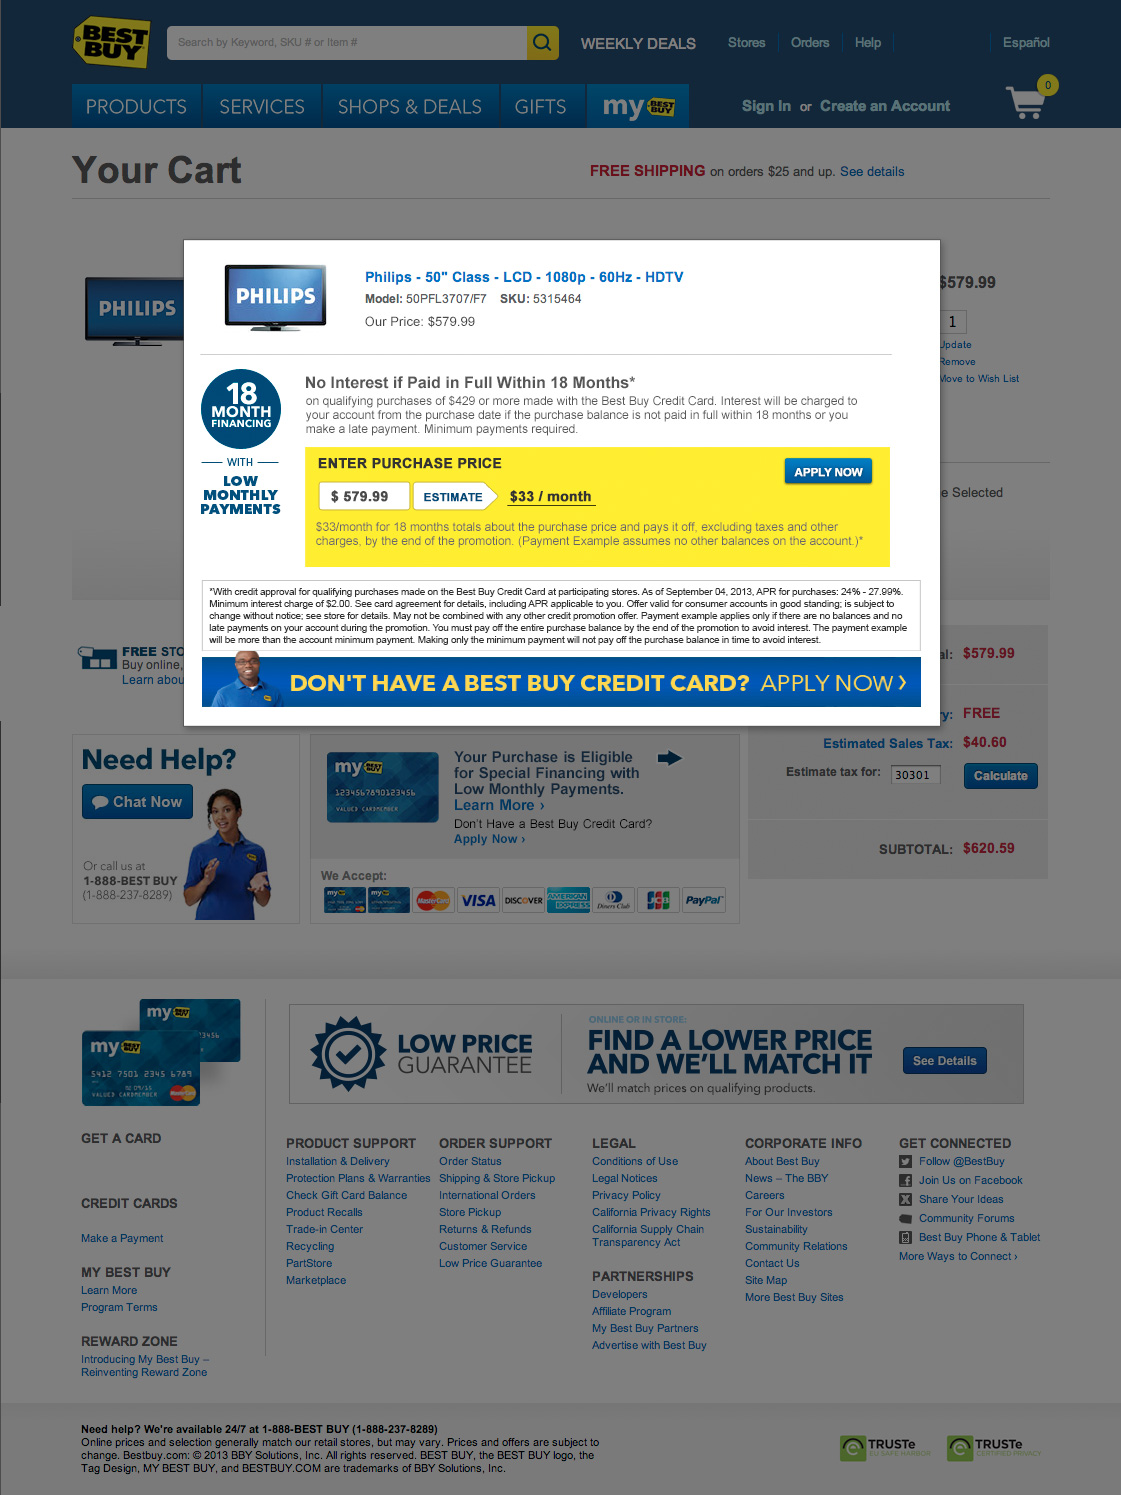 BEST BUY
Search by Keyword, SKU # or Item #
WEEKLY DEALS
Stores
Orders
Help
Español
PRODUCTS
SERVICES
SHOPS & DEALS
GIFTS
my BEST BUY
Sign In or Create an Account
0
Your Cart
FREE SHIPPING on orders $25 and up. See details
PHILIPS
$579.99
1
Update
Remove
Move to Wish List
e Selected
PHILIPS
Philips - 50" Class - LCD - 1080p - 60Hz - HDTV
Model: 50PFL3707/F7 SKU: 5315464
Our Price: $579.99
18
MONTH
FINANCING
WITH
LOW
MONTHLY
PAYMENTS
No Interest if Paid in Full Within 18 Months*
on qualifying purchases of $429 or more made with the Best Buy Credit Card. Interest will be charged to
your account from the purchase date if the purchase balance is not paid in full within 18 months or you
make a late payment. Minimum payments required.
ENTER PURCHASE PRICE
APPLY NOW
$ 579.99
ESTIMATE
$33 / month
$33/month for 18 months totals about the purchase price and pays it off, excluding taxes and other
charges, by the end of the promotion. (Payment Example assumes no other balances on the account.)*
*With credit approval for qualifying purchases made on the Best Buy Credit Card at participating stores. As of September 04, 2013, APR for purchases: 24% - 27.99%.
Minimum interest charge of $2.00. See card agreement for details, including APR applicable to you. Offer valid for consumer accounts in good standing; is subject to
change without notice; see store for details. May not be combined with any other credit promotion offer. Payment example applies only if there are no balances and no
late payments on your account during the promotion. You must pay off the entire purchase balance by the end of the promotion to avoid interest. The payment example
will be more than the account minimum payment. Making only the minimum payment will not pay off the purchase balance in time to avoid interest.
DON'T HAVE A BEST BUY CREDIT CARD? APPLY NOW ›
FREE STO
Buy online,
Learn abou
al: $579.99
ry: FREE
Estimated Sales Tax: $40.60
Estimate tax for: 30301
Calculate
SUBTOTAL: $620.59
Need Help?
Chat Now
Or call us at
1-888-BEST BUY
(1-888-237-8289)
my BEST BUY
1234567890123456
VALUED CARDMEMBER
Your Purchase is Eligible
for Special Financing with
Low Monthly Payments.
Learn More ›
Don't Have a Best Buy Credit Card?
Apply Now ›
We Accept:
my
my
MasterCard
VISA
DISCOVER
AMERICAN EXPRESS
Diners Club
JCB
PayPal
my BEST BUY
3456
my BEST BUY
5412 7501 2345 6789
VALUED CARDMEMBER
MasterCard
LOW PRICE
GUARANTEE
ONLINE OR IN STORE:
FIND A LOWER PRICE
AND WE'LL MATCH IT
We'll match prices on qualifying products.
See Details
GET A CARD
CREDIT CARDS
Make a Payment
MY BEST BUY
Learn More
Program Terms
REWARD ZONE
Introducing My Best Buy –
Reinventing Reward Zone
PRODUCT SUPPORT
Installation & Delivery
Protection Plans & Warranties
Check Gift Card Balance
Product Recalls
Trade-in Center
Recycling
PartStore
Marketplace
ORDER SUPPORT
Order Status
Shipping & Store Pickup
International Orders
Store Pickup
Returns & Refunds
Customer Service
Low Price Guarantee
LEGAL
Conditions of Use
Legal Notices
Privacy Policy
California Privacy Rights
California Supply Chain
Transparency Act
PARTNERSHIPS
Developers
Affiliate Program
My Best Buy Partners
Advertise with Best Buy
CORPORATE INFO
About Best Buy
News – The BBY
Careers
For Our Investors
Sustainability
Community Relations
Contact Us
Site Map
More Best Buy Sites
GET CONNECTED
Follow @BestBuy
Join Us on Facebook
Share Your Ideas
Community Forums
Best Buy Phone & Tablet
More Ways to Connect ›
Need help? We're available 24/7 at 1-888-BEST BUY (1-888-237-8289)
Online prices and selection generally match our retail stores, but may vary. Prices and offers are subject to
change. Bestbuy.com: © 2013 BBY Solutions, Inc. All rights reserved. BEST BUY, the BEST BUY logo, the
Tag Design, MY BEST BUY, and BESTBUY.COM are trademarks of BBY Solutions, Inc.
TRUSTe
EU SAFE HARBOR
TRUSTe
CERTIFIED PRIVACY